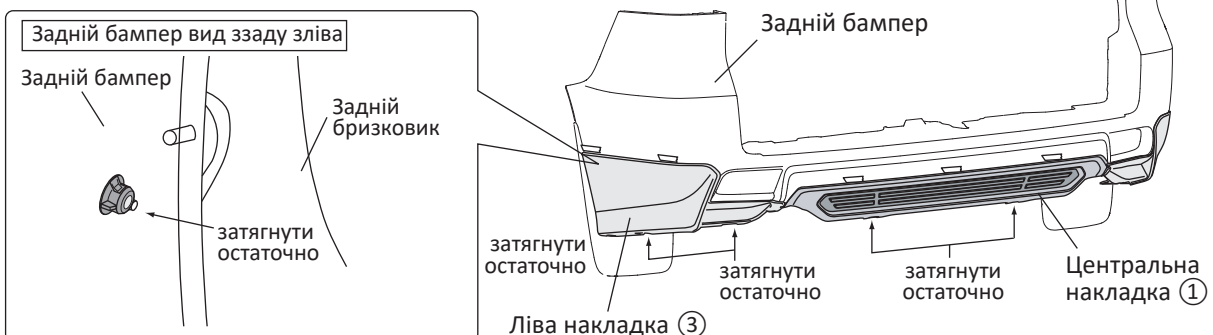 Задній бампер вид ззаду зліва
Задній бампер
Задній
бризковик
затягнути
остаточно
Задній бампер
затягнути
остаточно
затягнути
остаточно
затягнути
остаточно
Центральна
накладка ①
Ліва накладка ③